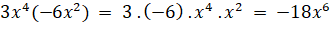 3x⁴(−6x²) = 3 . (−6) . x⁴ . x² = −18x⁶